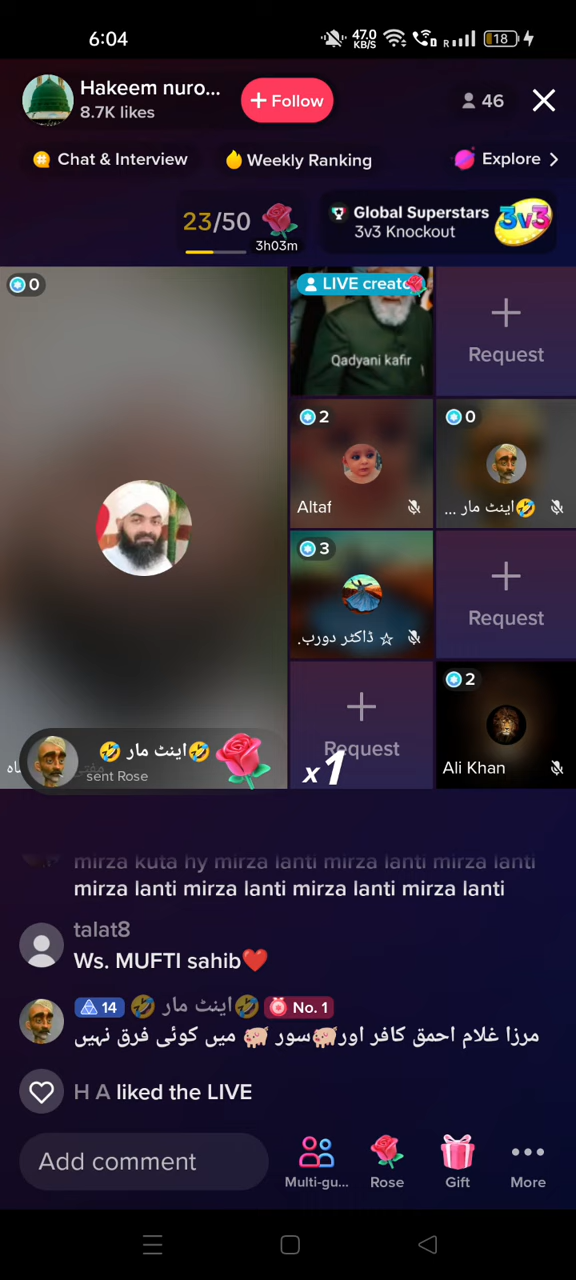 6:04
47.0
KB/S
R
18
Hakeem nuro...
8.7K likes
+ Follow
46
Chat & Interview
Weekly Ranking
Explore
23/50
3h03m
Global Superstars
3v3 Knockout
3v3
0
LIVE creato
Qadyani kafir
Request
2
Altaf
0
🤣اینٹ مار ...
3
☆ ڈاکٹر دورب.
Request
Request
2
Ali Khan
🤣اینٹ مار 🤣
sent Rose
x1
mirza kuta hy mirza lanti mirza lanti mirza lanti
mirza lanti mirza lanti mirza lanti mirza lanti
talat8
Ws. MUFTI sahib❤️
14 🤣اینٹ مار 🤣 No. 1
مرزا غلام احمق کافر اور🐖سور 🐖 میں کوئی فرق نہیں
H A liked the LIVE
Add comment
Multi-gu...
Rose
Gift
More